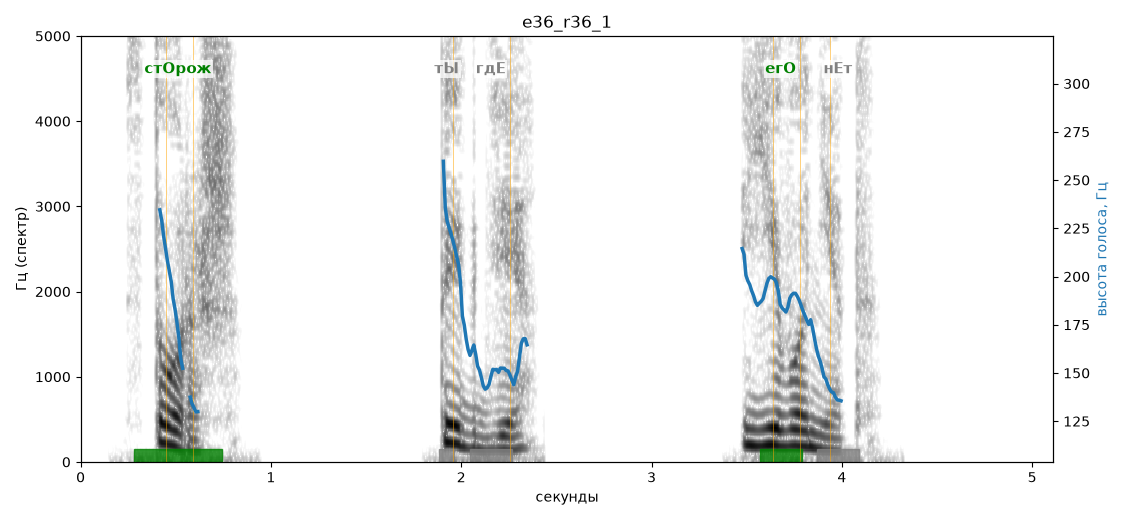 e36_r36_1
5000
4000
3000
2000
1000
0
Гц (спектр)
стОрож
тЫ
гдЕ
егО
нЕт
300
275
250
225
200
175
150
125
высота голоса, Гц
0
1
2
3
4
5
секунды